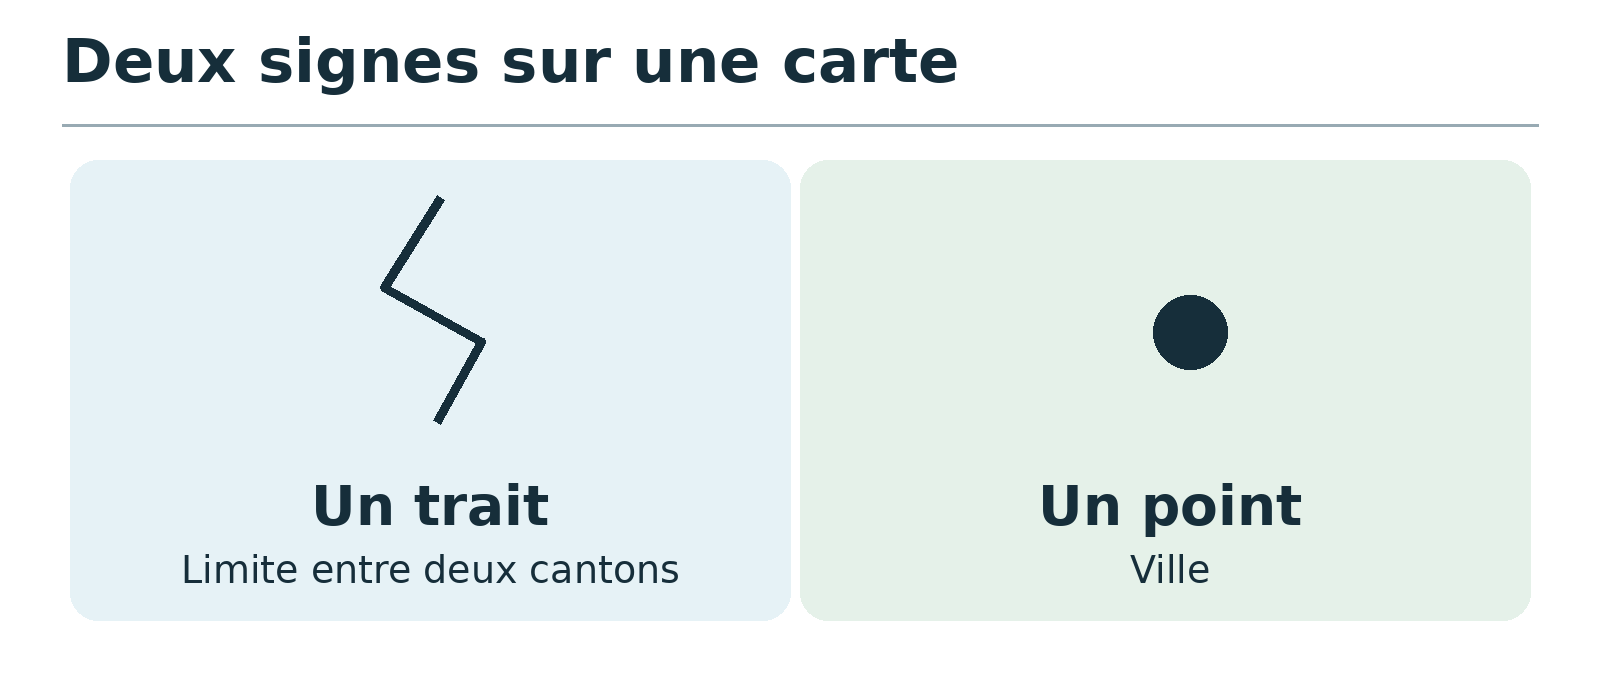 Deux signes sur une carte
Un trait
Limite entre deux cantons
Un point
Ville